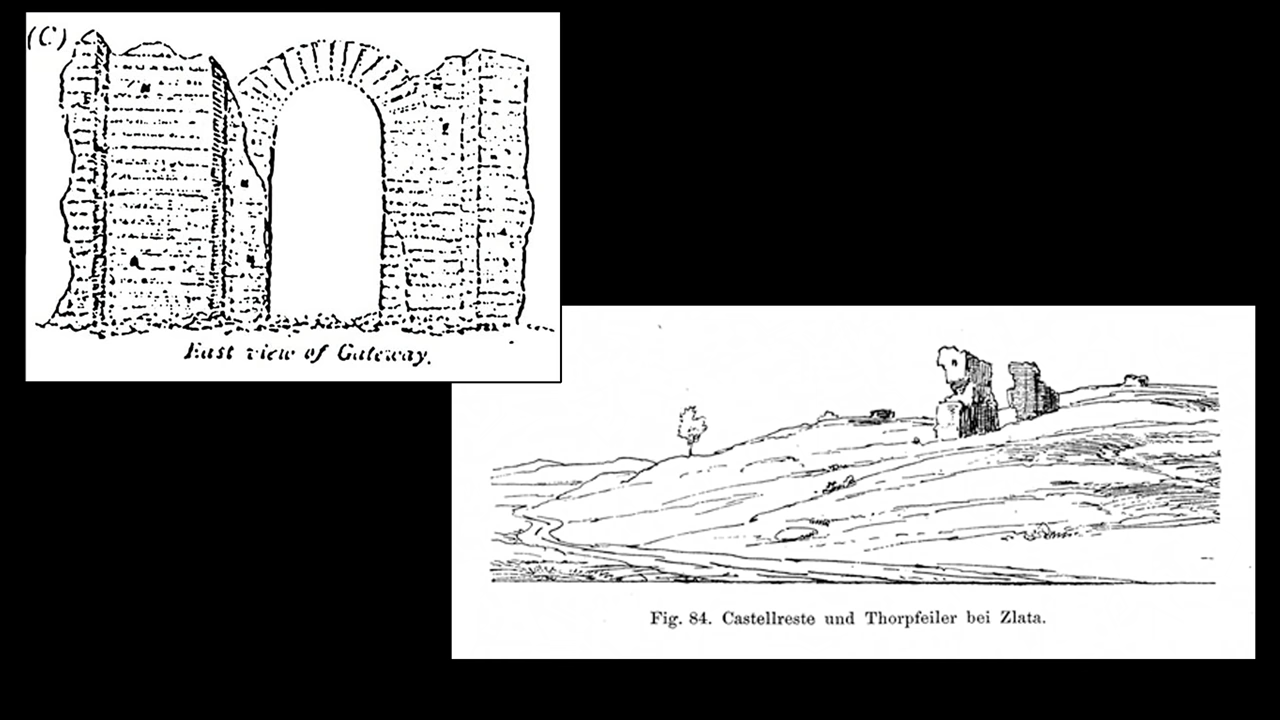 (C)
East view of Gateway.
Fig. 84. Castellreste und Thorpfeiler bei Zlata.